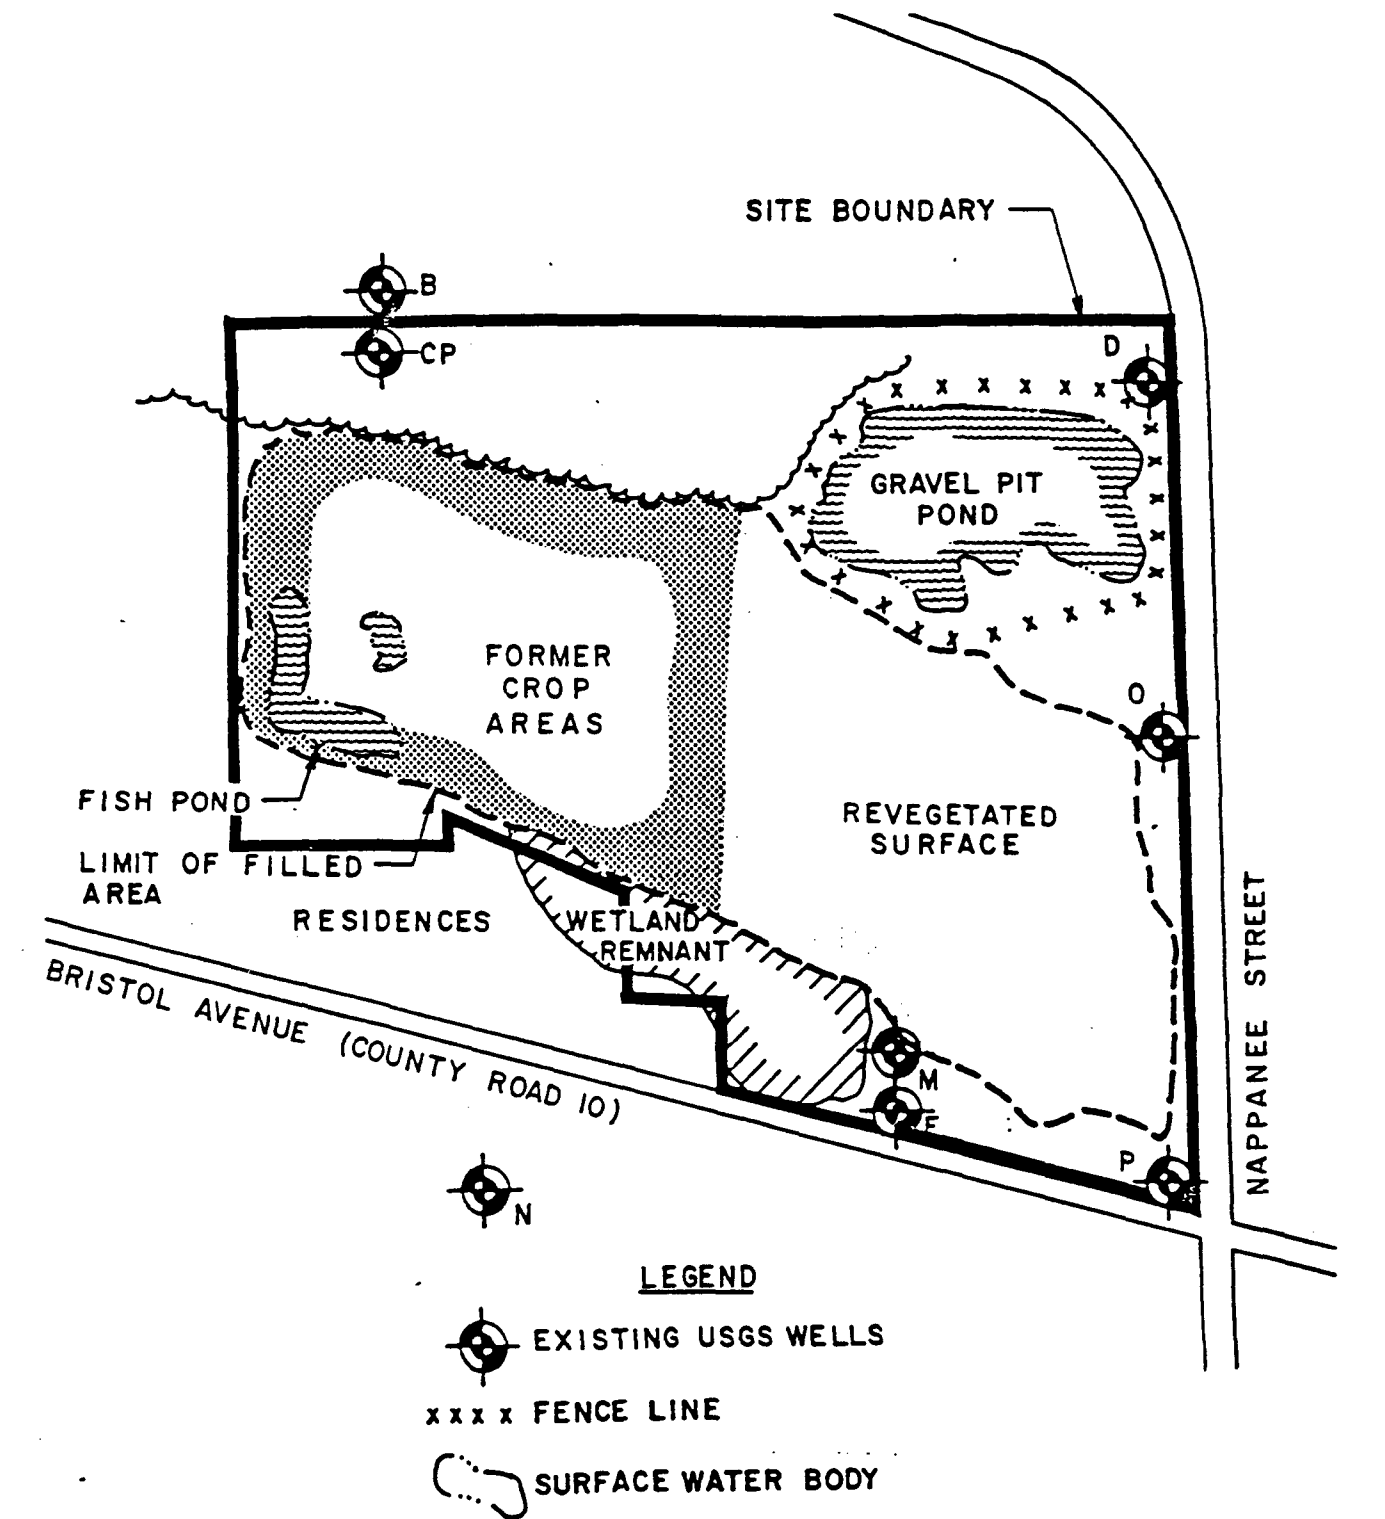 SITE BOUNDARY
B
CP
D
GRAVEL PIT
POND
FORMER
CROP
AREAS
O
FISH POND
REVEGETATED
SURFACE
LIMIT OF FILLED
AREA
RESIDENCES
WETLAND
REMNANT
NAPPANEE STREET
BRISTOL AVENUE (COUNTY ROAD 10)
M
F
P
N
LEGEND
EXISTING USGS WELLS
x x x x FENCE LINE
SURFACE WATER BODY